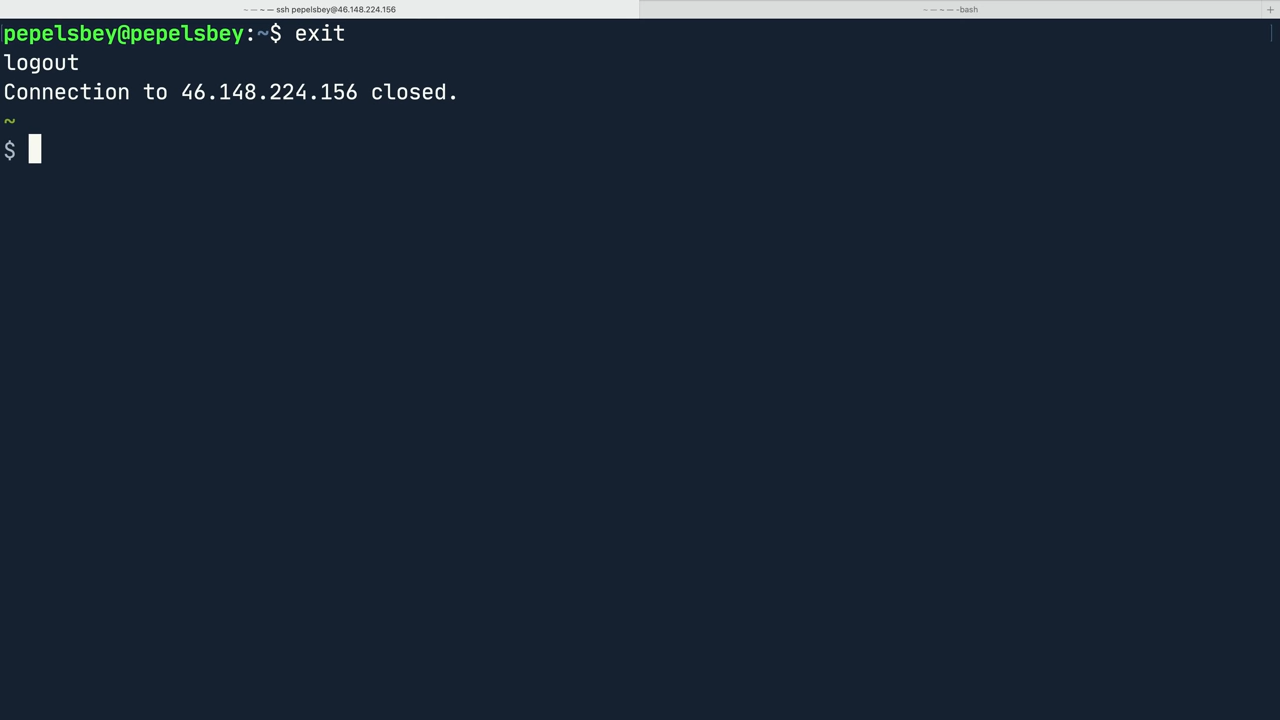 ~ — ~ — ssh pepelsbey@46.148.224.156
~ — ~ — -bash
+
pepelsbey@pepelsbey:~$ exit
logout
Connection to 46.148.224.156 closed.
~
$